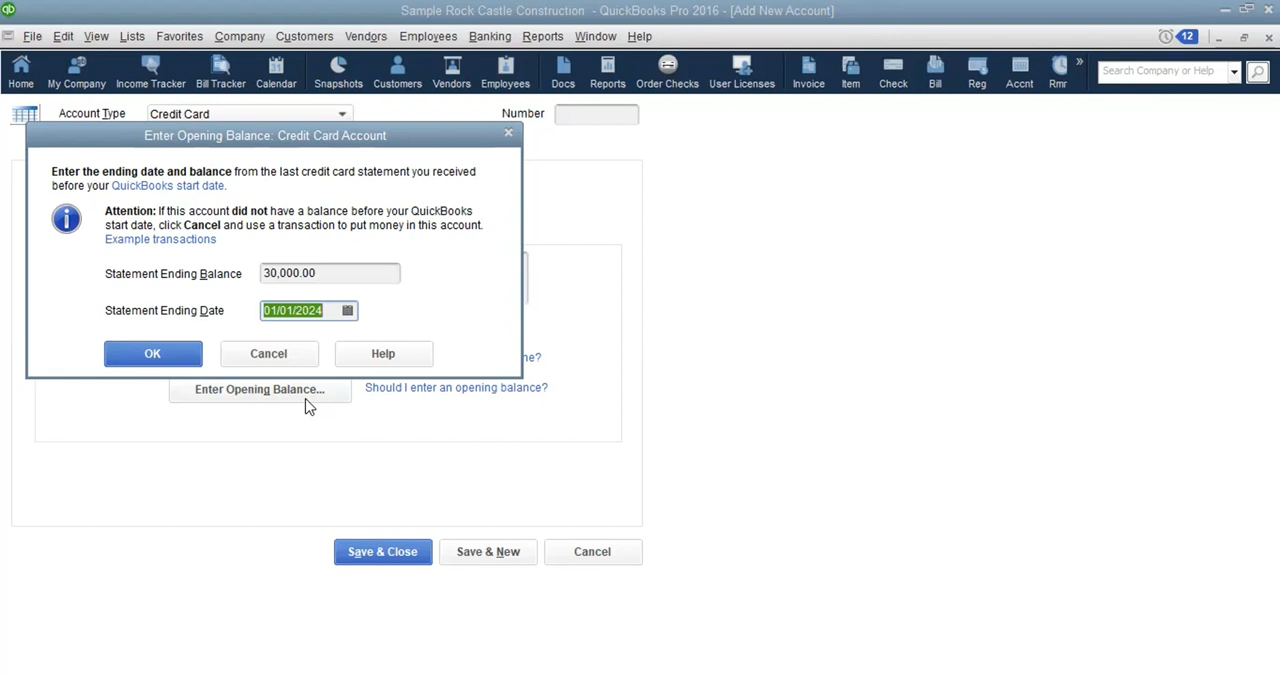 qb
Sample Rock Castle Construction - QuickBooks Pro 2016 - [Add New Account]
File Edit View Lists Favorites Company Customers Vendors Employees Banking Reports Window Help
12
Home My Company Income Tracker Bill Tracker Calendar Snapshots Customers Vendors Employees Docs Reports Order Checks User Licenses Invoice Item Check Bill Reg Accnt Rmr
Search Company or Help
Account Type Credit Card Number
Enter Opening Balance: Credit Card Account
Enter the ending date and balance from the last credit card statement you received
before your QuickBooks start date.
Attention: If this account did not have a balance before your QuickBooks
start date, click Cancel and use a transaction to put money in this account.
Example transactions
Statement Ending Balance 30,000.00
Statement Ending Date 01/01/2024
OK Cancel Help
ne?
Enter Opening Balance... Should I enter an opening balance?
Save & Close Save & New Cancel